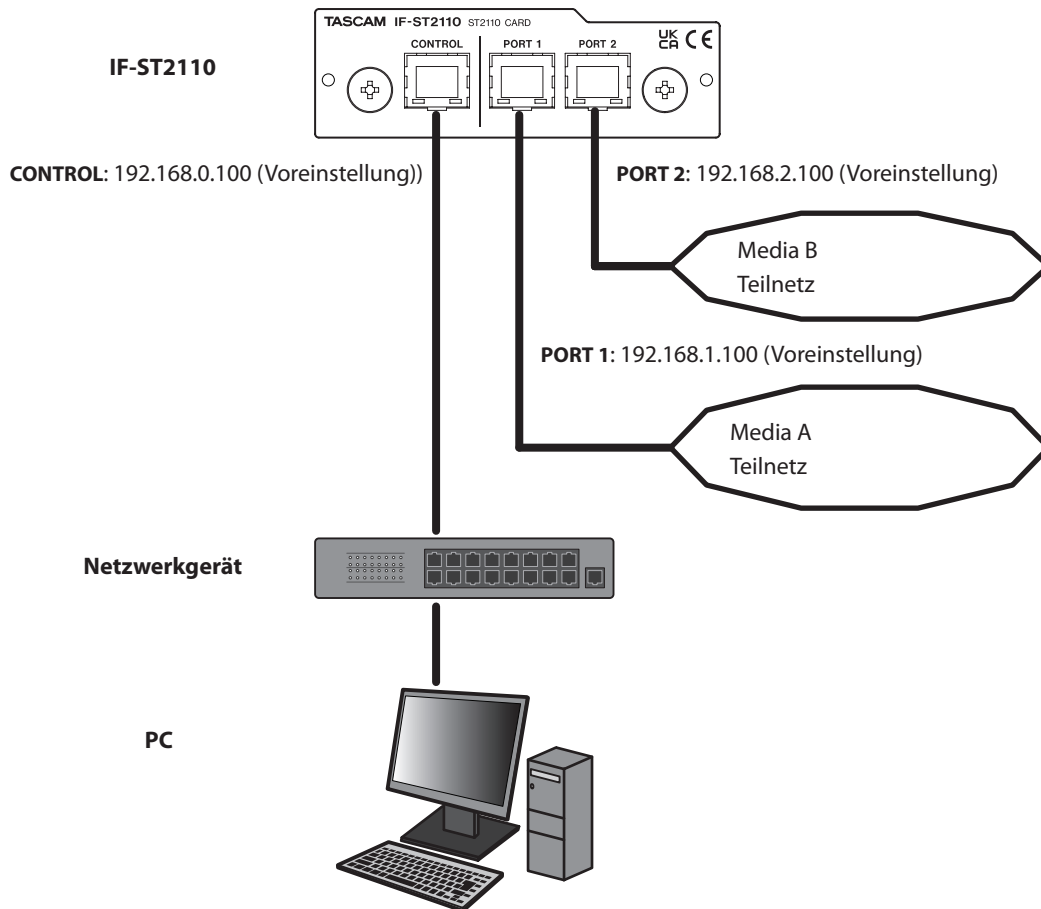 TASCAM IF-ST2110 ST2110 CARD
CONTROL PORT 1 PORT 2
UK
CA CE
IF-ST2110
CONTROL: 192.168.0.100 (Voreinstellung))
PORT 2: 192.168.2.100 (Voreinstellung)
Media B
Teilnetz
PORT 1: 192.168.1.100 (Voreinstellung)
Media A
Teilnetz
Netzwerkgerät
PC